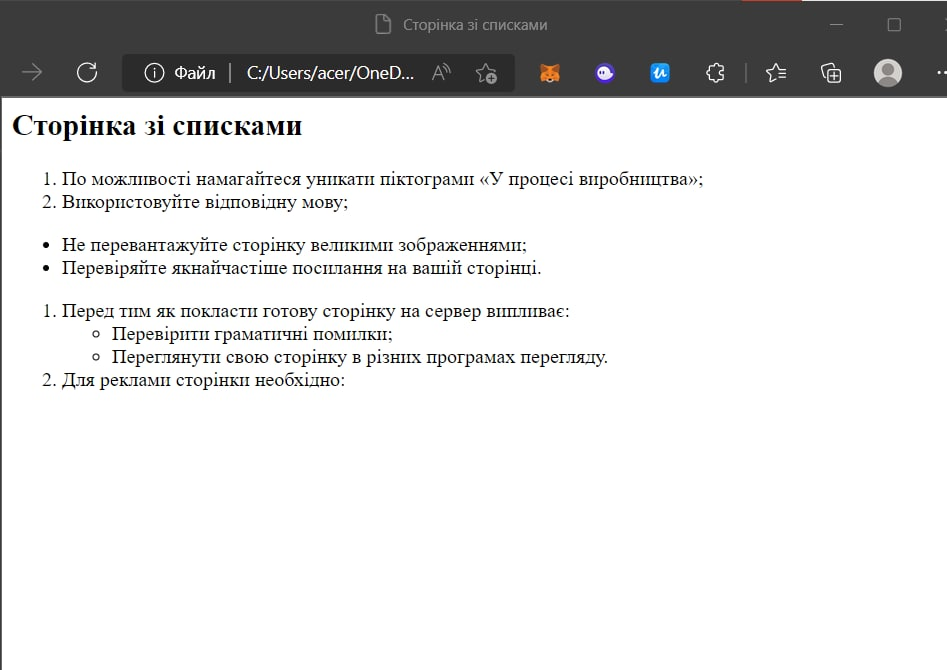 Сторінка зі списками
Файл C:/Users/acer/OneD...
Сторінка зі списками
1. По можливості намагайтеся уникати піктограми «У процесі виробництва»;
2. Використовуйте відповідну мову;
• Не перевантажуйте сторінку великими зображеннями;
• Перевіряйте якнайчастіше посилання на вашій сторінці.
1. Перед тим як покласти готову сторінку на сервер випливає:
◦ Перевірити граматичні помилки;
◦ Переглянути свою сторінку в різних програмах перегляду.
2. Для реклами сторінки необхідно: